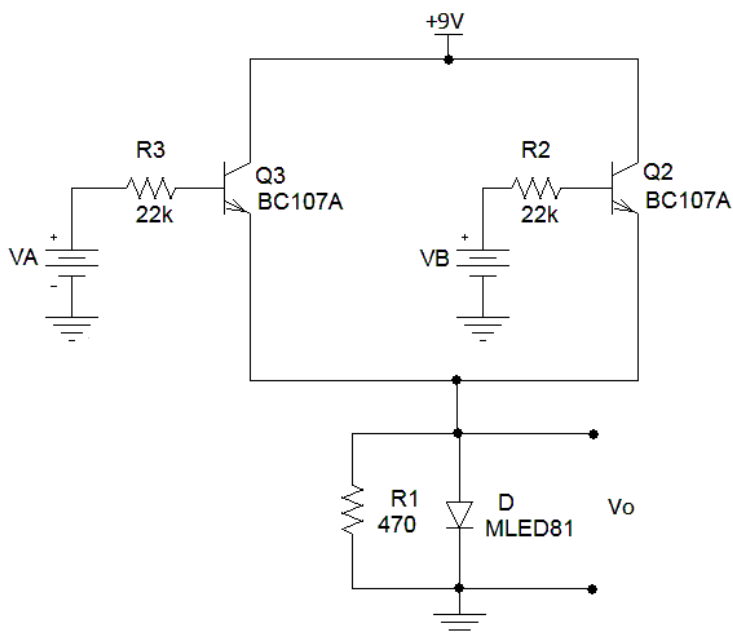 +9V
R3
Q3
BC107A
22k
VA
+
-
R2
Q2
BC107A
22k
VB
+
R1
470
D
MLED81
Vo